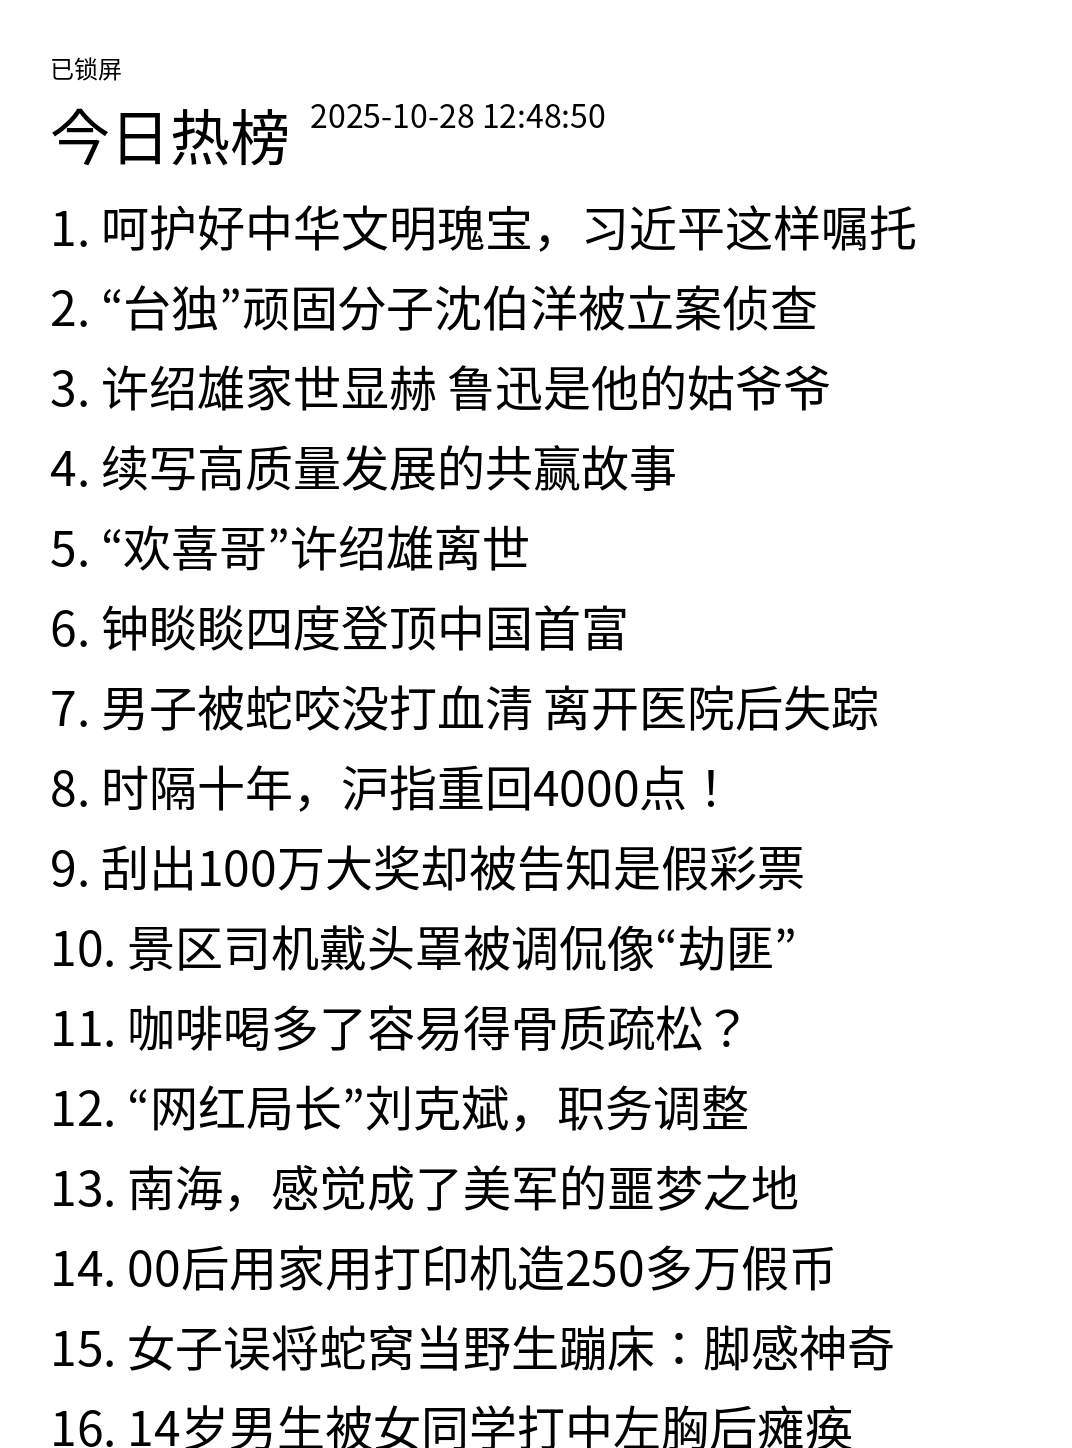 已锁屏
今日热榜 2025-10-28 12:48:50
1. 呵护好中华文明瑰宝，习近平这样嘱托
2. “台独”顽固分子沈伯洋被立案侦查
3. 许绍雄家世显赫 鲁迅是他的姑爷爷
4. 续写高质量发展的共赢故事
5. “欢喜哥”许绍雄离世
6. 钟睒睒四度登顶中国首富
7. 男子被蛇咬没打血清 离开医院后失踪
8. 时隔十年，沪指重回4000点！
9. 刮出100万大奖却被告知是假彩票
10. 景区司机戴头罩被调侃像“劫匪”
11. 咖啡喝多了容易得骨质疏松？
12. “网红局长”刘克斌，职务调整
13. 南海，感觉成了美军的噩梦之地
14. 00后用家用打印机造250多万假币
15. 女子误将蛇窝当野生蹦床：脚感神奇
16. 14岁男生被女同学打中左胸后瘫痪